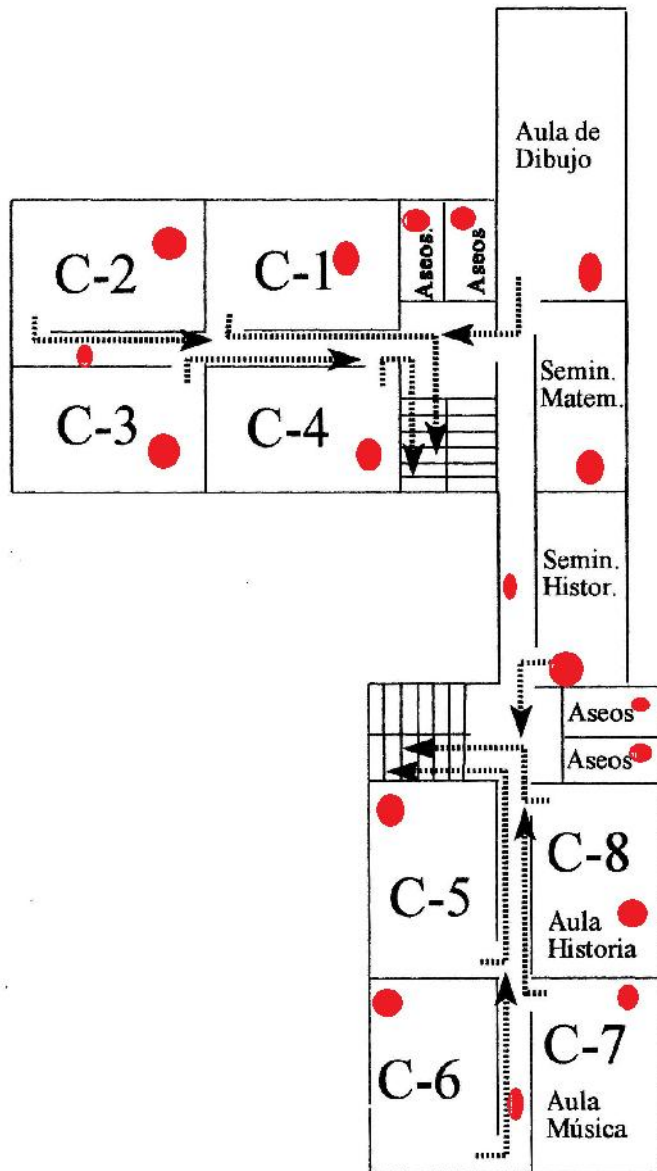 Aula de
Dibujo
C-2
C-1
Aseos.
Aseos
Semin.
Matem.
C-3
C-4
Semin.
Histor.
Aseos
Aseos
C-5
C-8
Aula
Historia
C-6
C-7
Aula
Música